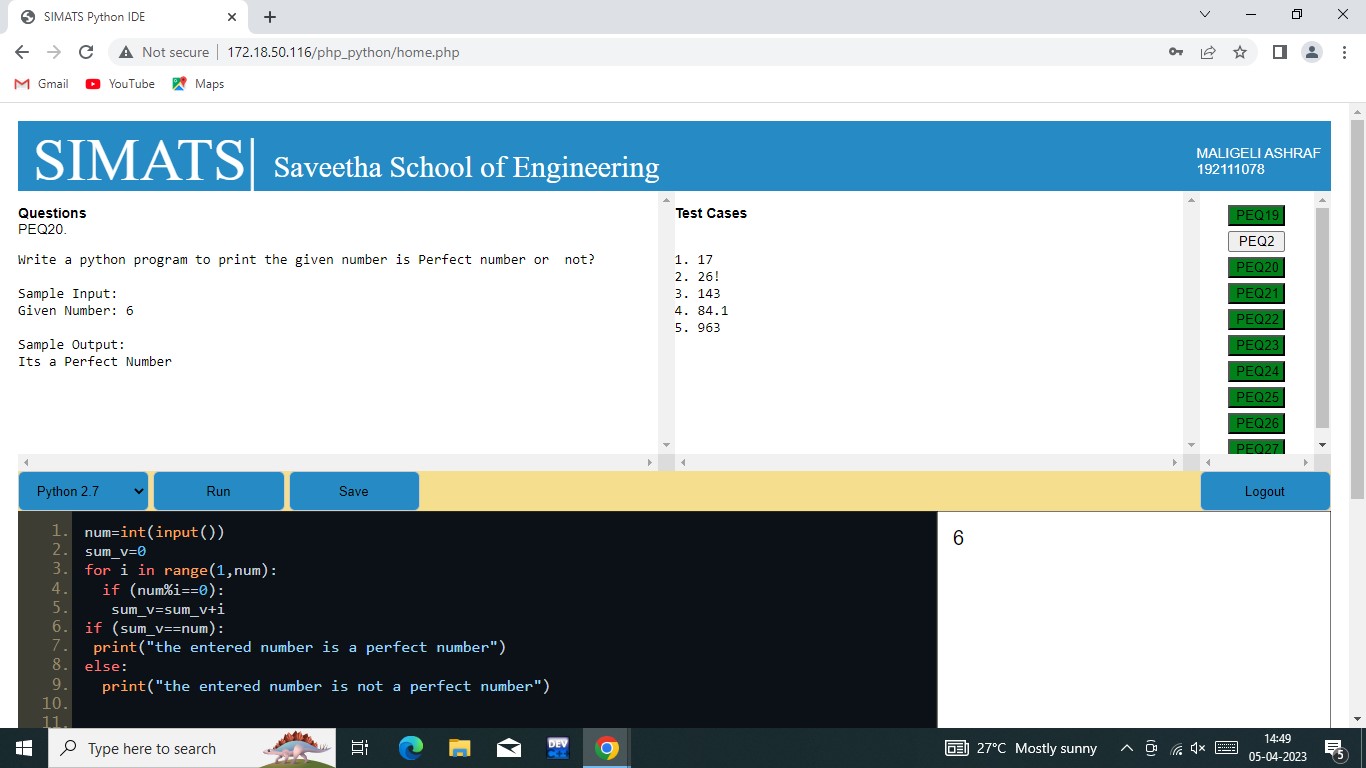 SIMATS Python IDE
Not secure | 172.18.50.116/php_python/home.php
Gmail YouTube Maps
SIMATS| Saveetha School of Engineering
MALIGELI ASHRAF
192111078
Questions
PEQ20.
Write a python program to print the given number is Perfect number or  not?
Sample Input:
Given Number: 6
Sample Output:
Its a Perfect Number
Test Cases
1. 17
2. 26!
3. 143
4. 84.1
5. 963
PEQ19
PEQ2
PEQ20
PEQ21
PEQ22
PEQ23
PEQ24
PEQ25
PEQ26
PEQ27
Python 2.7 Run Save Logout
1. num=int(input())
2. sum_v=0
3. for i in range(1,num):
4.   if (num%i==0):
5.    sum_v=sum_v+i
6. if (sum_v==num):
7.  print("the entered number is a perfect number")
8. else:
9.   print("the entered number is not a perfect number")
10.
11.
6
Type here to search
DEV
27°C Mostly sunny
14:49
05-04-2023
5